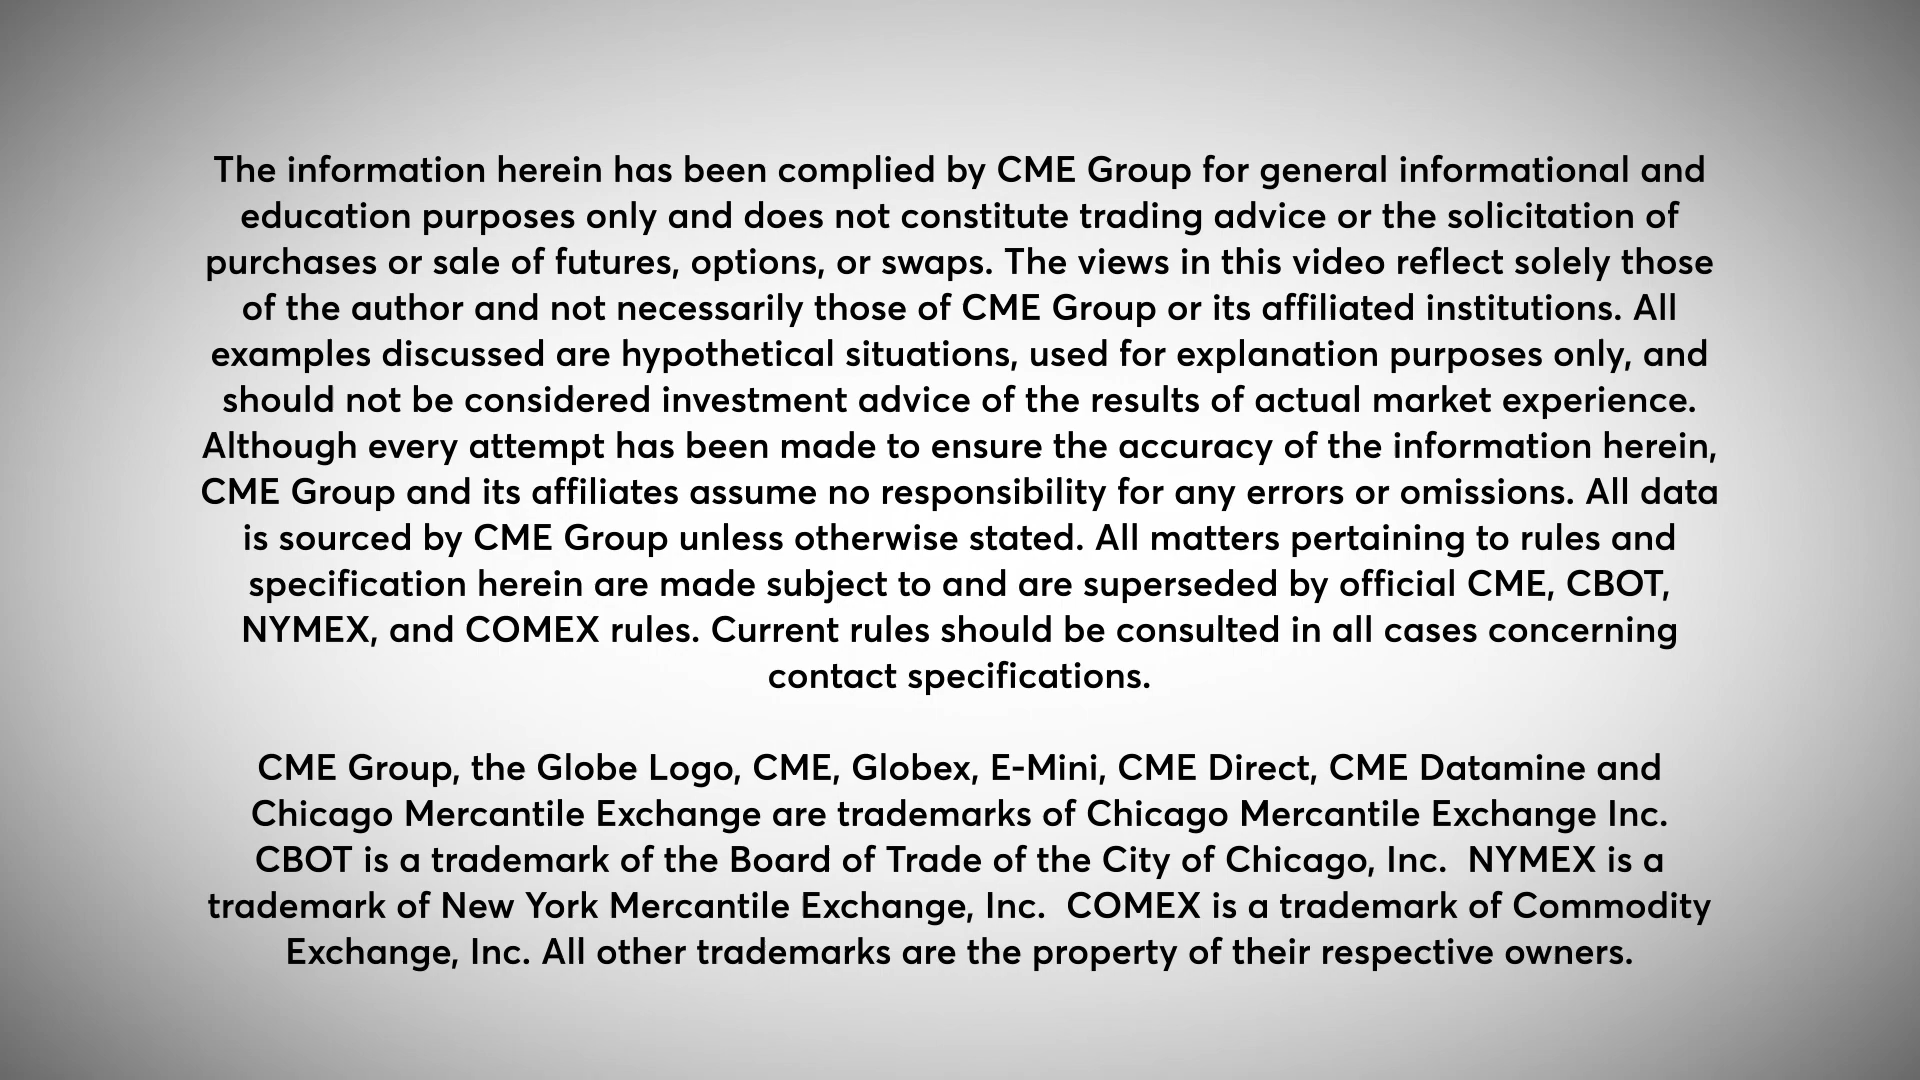 The information herein has been complied by CME Group for general informational and
education purposes only and does not constitute trading advice or the solicitation of
purchases or sale of futures, options, or swaps. The views in this video reflect solely those
of the author and not necessarily those of CME Group or its affiliated institutions. All
examples discussed are hypothetical situations, used for explanation purposes only, and
should not be considered investment advice of the results of actual market experience.
Although every attempt has been made to ensure the accuracy of the information herein,
CME Group and its affiliates assume no responsibility for any errors or omissions. All data
is sourced by CME Group unless otherwise stated. All matters pertaining to rules and
specification herein are made subject to and are superseded by official CME, CBOT,
NYMEX, and COMEX rules. Current rules should be consulted in all cases concerning
contact specifications.
CME Group, the Globe Logo, CME, Globex, E-Mini, CME Direct, CME Datamine and
Chicago Mercantile Exchange are trademarks of Chicago Mercantile Exchange Inc.
CBOT is a trademark of the Board of Trade of the City of Chicago, Inc.  NYMEX is a
trademark of New York Mercantile Exchange, Inc.  COMEX is a trademark of Commodity
Exchange, Inc. All other trademarks are the property of their respective owners.